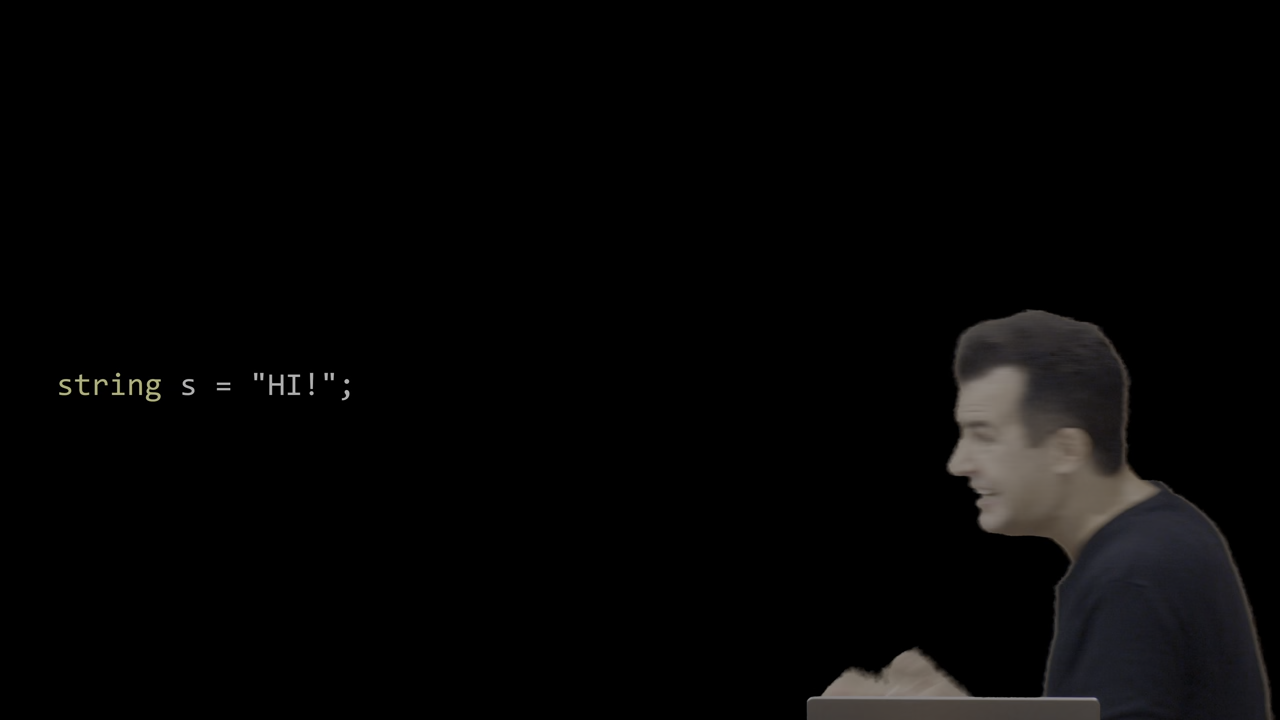 string s = "HI!";